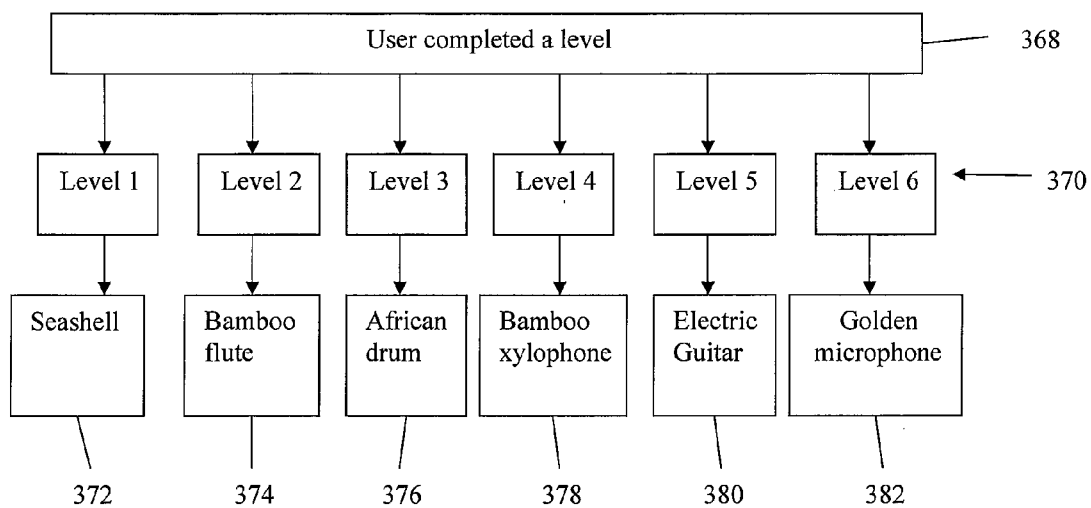 User completed a level
368
Level 1
Level 2
Level 3
Level 4
Level 5
Level 6
370
Seashell
Bamboo
flute
African
drum
Bamboo
xylophone
Electric
Guitar
Golden
microphone
372
374
376
378
380
382